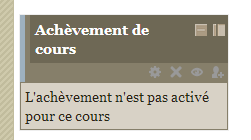 Achèvement de
cours
L'achèvement n'est pas activé
pour ce cours